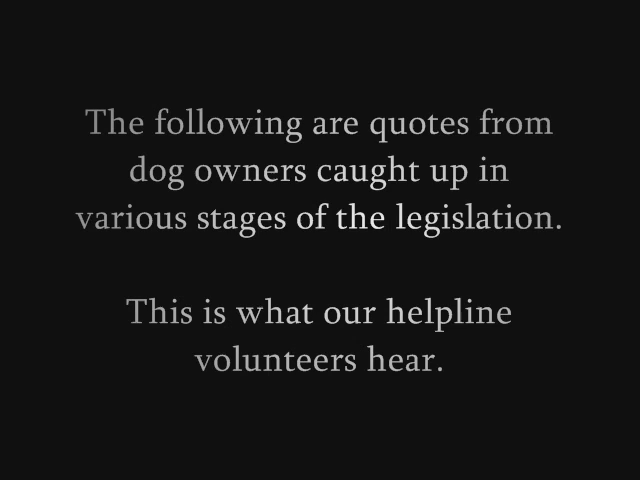 The following are quotes from
dog owners caught up in
various stages of the legislation.
This is what our helpline
volunteers hear.